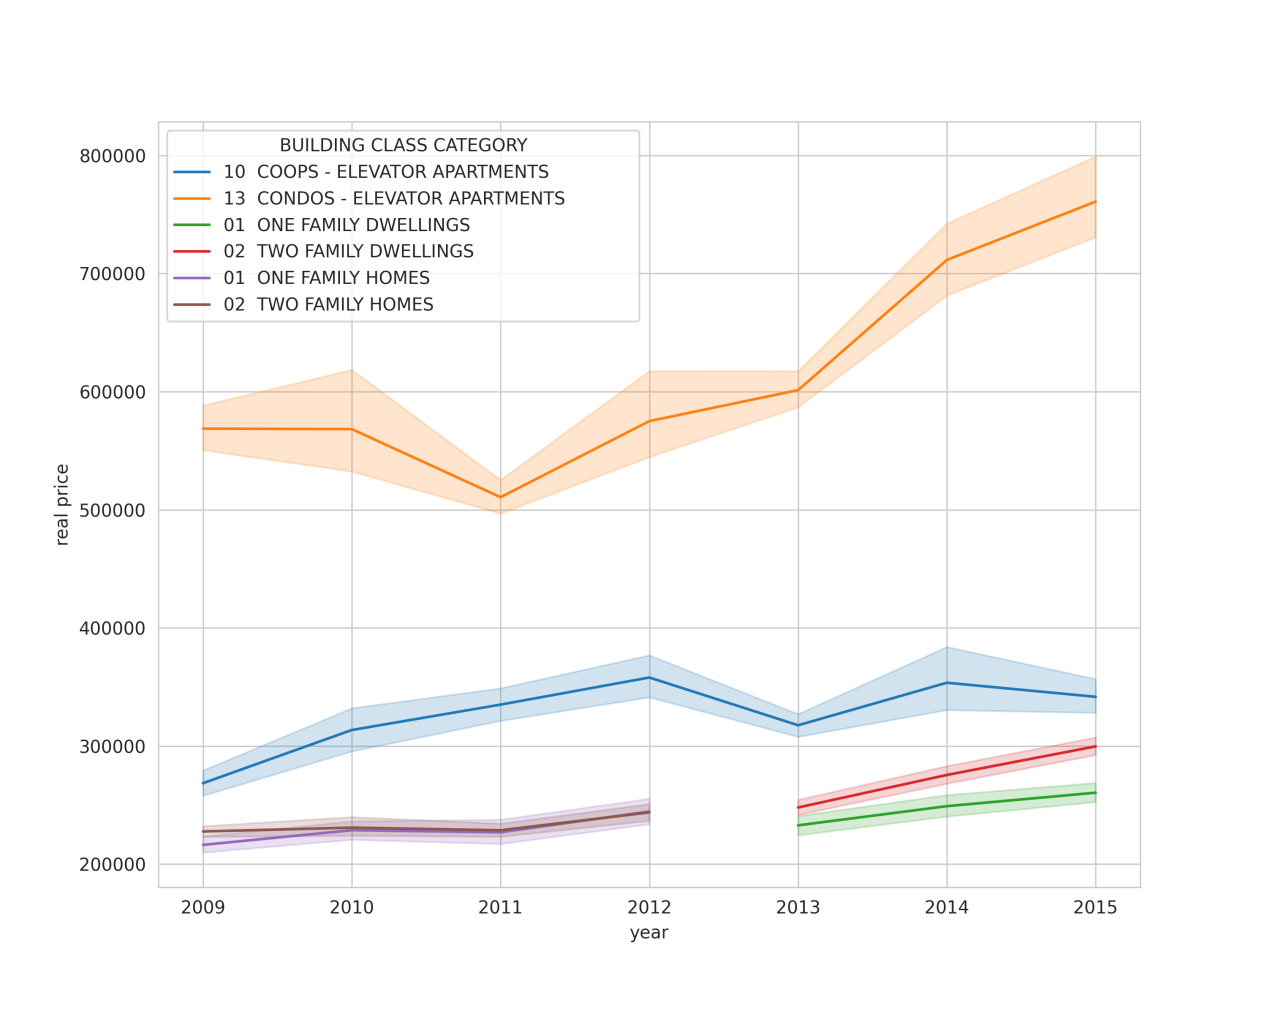 BUILDING CLASS CATEGORY
10  COOPS - ELEVATOR APARTMENTS
13  CONDOS - ELEVATOR APARTMENTS
01  ONE FAMILY DWELLINGS
02  TWO FAMILY DWELLINGS
01  ONE FAMILY HOMES
02  TWO FAMILY HOMES
800000
700000
600000
500000
400000
300000
200000
real price
2009 2010 2011 2012 2013 2014 2015
year